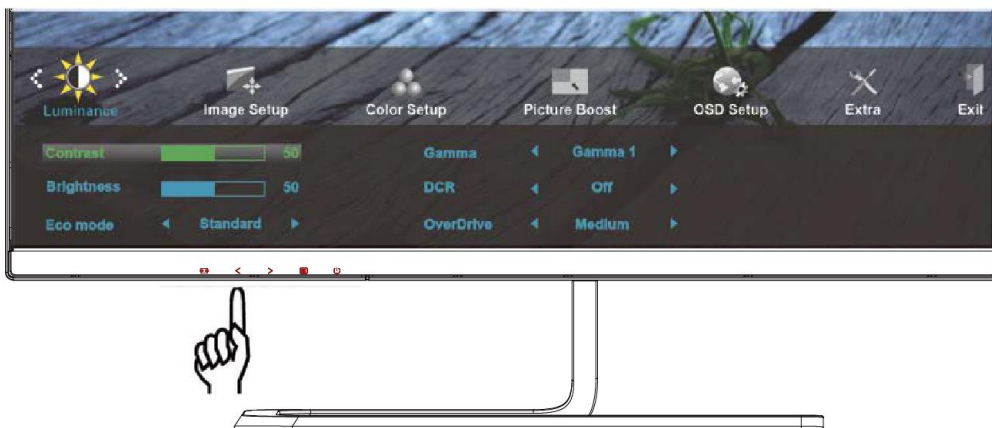 Luminance Image Setup Color Setup Picture Boost OSD Setup Extra Exit
Contrast 50 Gamma Gamma 1
Brightness 50 DCR Off
Eco mode Standard OverDrive Medium